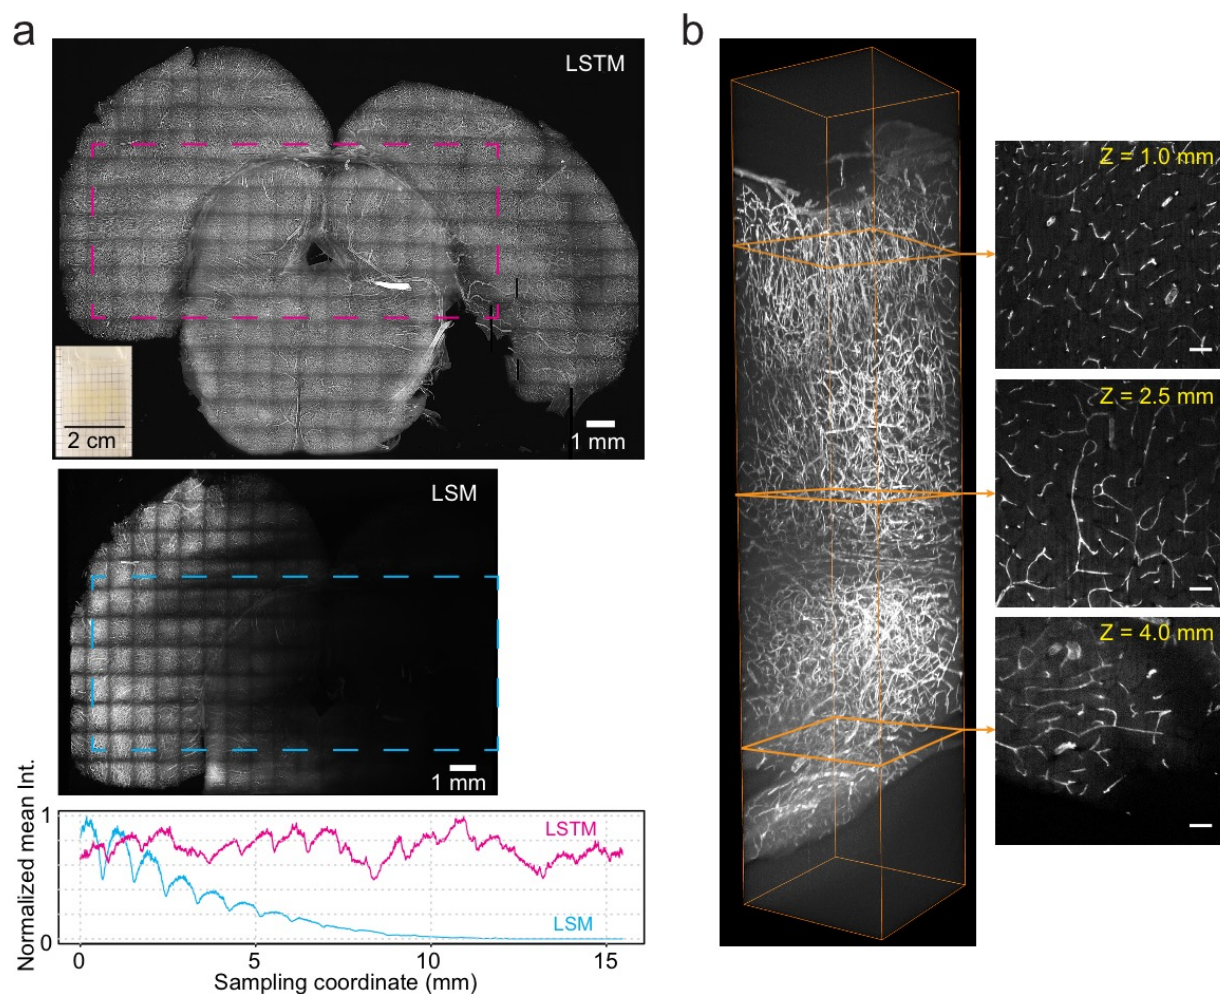 a
LSTM
2 cm
1 mm
LSM
1 mm
Normalized mean Int.
1
0
LSTM
LSM
0 5 10 15
Sampling coordinate (mm)
b
Z = 1.0 mm
Z = 2.5 mm
Z = 4.0 mm